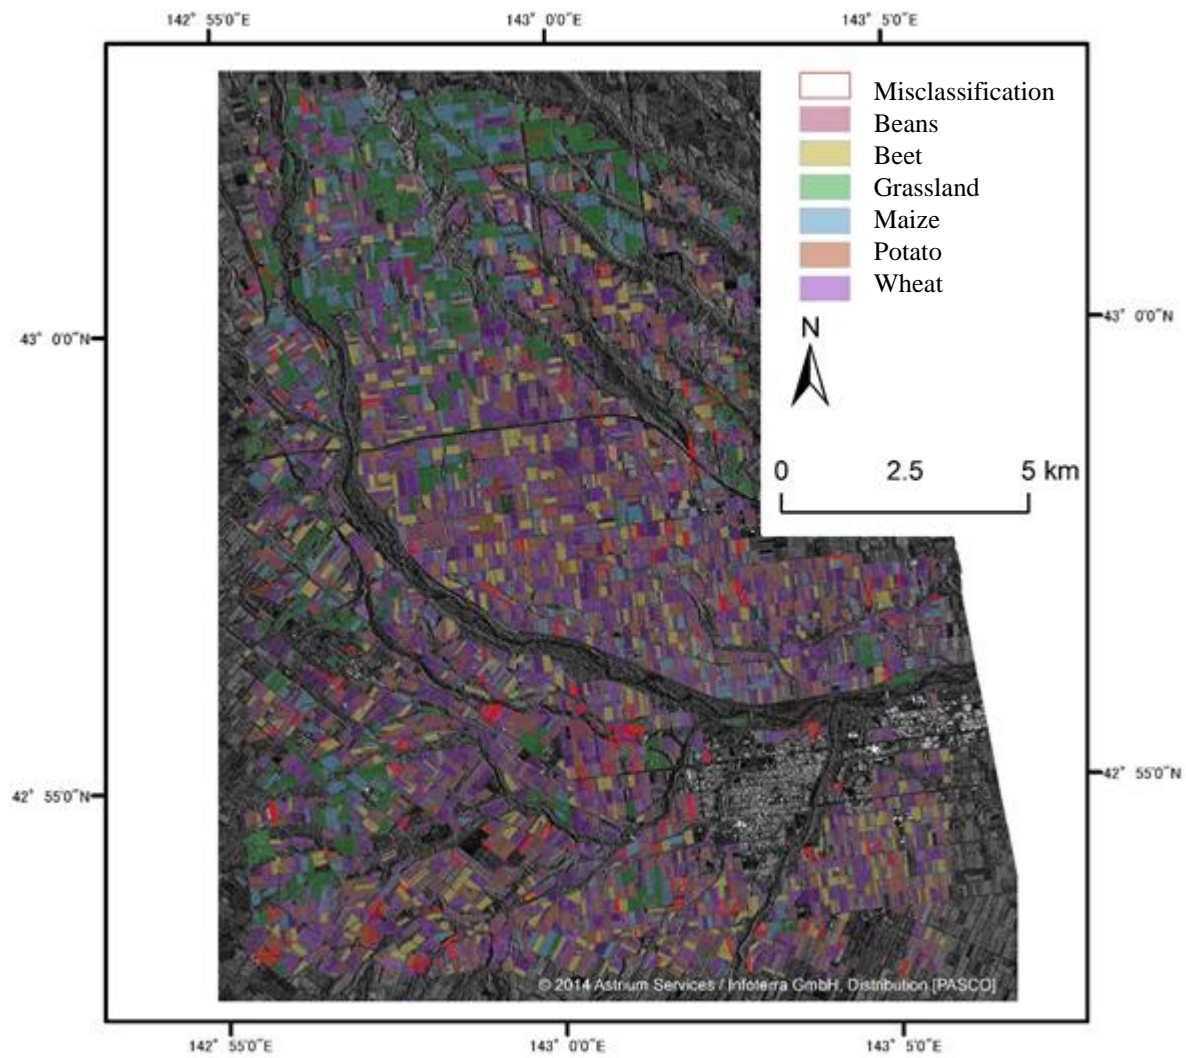 142° 55'0"E 143° 0'0"E 143° 5'0"E
Misclassification
Beans
Beet
Grassland
Maize
Potato
Wheat
N
43° 0'0"N
43° 0'0"N
0 2.5 5 km
42° 55'0"N
42° 55'0"N
© 2014 Astrium Services / Infoterra GmbH, Distribution [PASCO]
142° 55'0"E 143° 0'0"E 143° 5'0"E